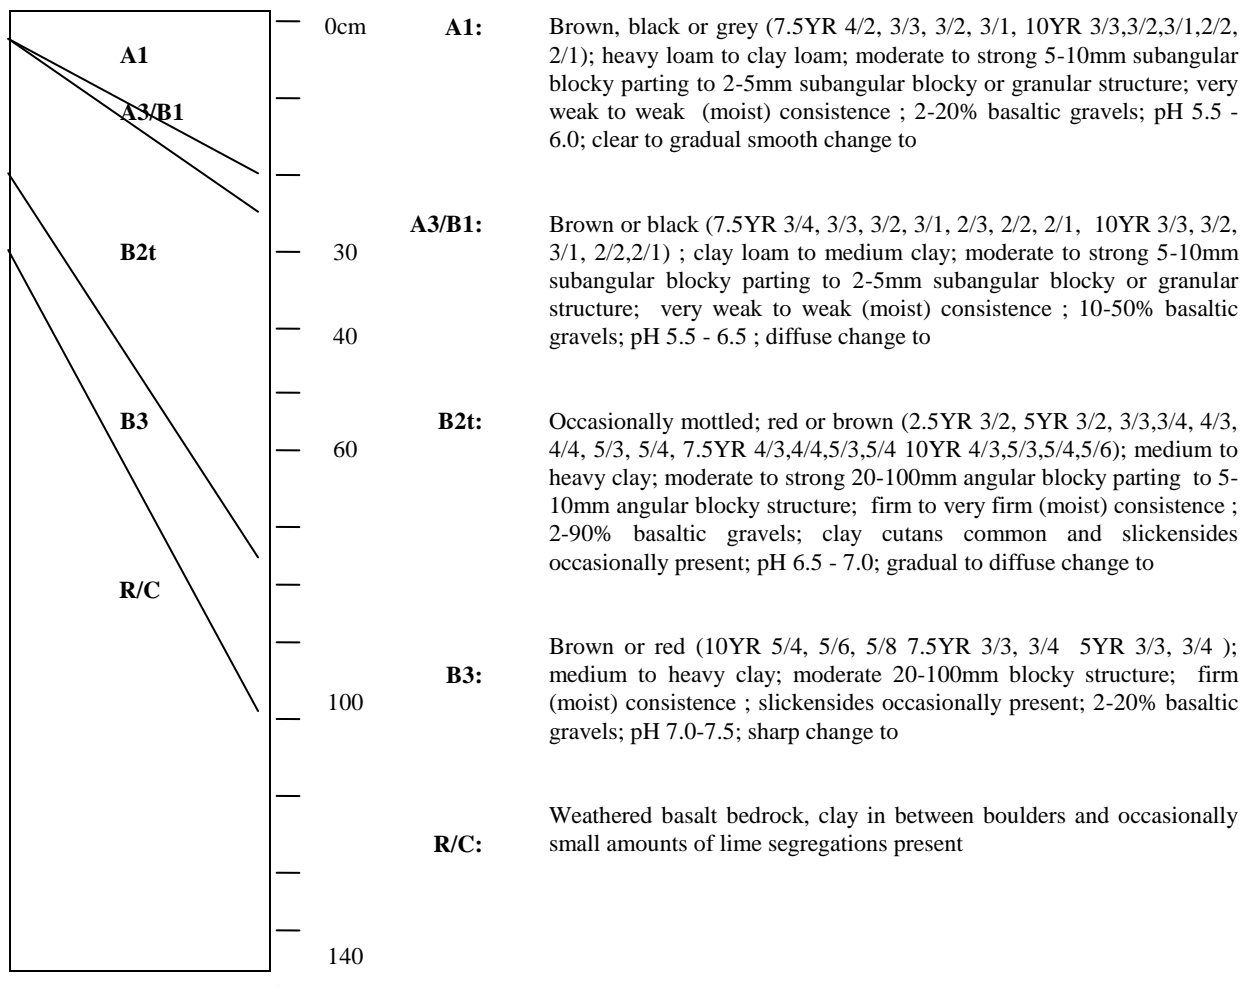 0cm
30
40
60
100
140
A1
A3/B1
B2t
B3
R/C
A1: Brown, black or grey (7.5YR 4/2, 3/3, 3/2, 3/1, 10YR 3/3,3/2,3/1,2/2,
2/1); heavy loam to clay loam; moderate to strong 5-10mm subangular
blocky parting to 2-5mm subangular blocky or granular structure; very
weak to weak (moist) consistence ; 2-20% basaltic gravels; pH 5.5 -
6.0; clear to gradual smooth change to
A3/B1: Brown or black (7.5YR 3/4, 3/3, 3/2, 3/1, 2/3, 2/2, 2/1, 10YR 3/3, 3/2,
3/1, 2/2,2/1) ; clay loam to medium clay; moderate to strong 5-10mm
subangular blocky parting to 2-5mm subangular blocky or granular
structure; very weak to weak (moist) consistence ; 10-50% basaltic
gravels; pH 5.5 - 6.5 ; diffuse change to
B2t: Occasionally mottled; red or brown (2.5YR 3/2, 5YR 3/2, 3/3,3/4, 4/3,
4/4, 5/3, 5/4, 7.5YR 4/3,4/4,5/3,5/4 10YR 4/3,5/3,5/4,5/6); medium to
heavy clay; moderate to strong 20-100mm angular blocky parting to 5-
10mm angular blocky structure; firm to very firm (moist) consistence ;
2-90% basaltic gravels; clay cutans common and slickensides
occasionally present; pH 6.5 - 7.0; gradual to diffuse change to
Brown or red (10YR 5/4, 5/6, 5/8 7.5YR 3/3, 3/4 5YR 3/3, 3/4 );
B3: medium to heavy clay; moderate 20-100mm blocky structure; firm
(moist) consistence ; slickensides occasionally present; 2-20% basaltic
gravels; pH 7.0-7.5; sharp change to
Weathered basalt bedrock, clay in between boulders and occasionally
R/C: small amounts of lime segregations present